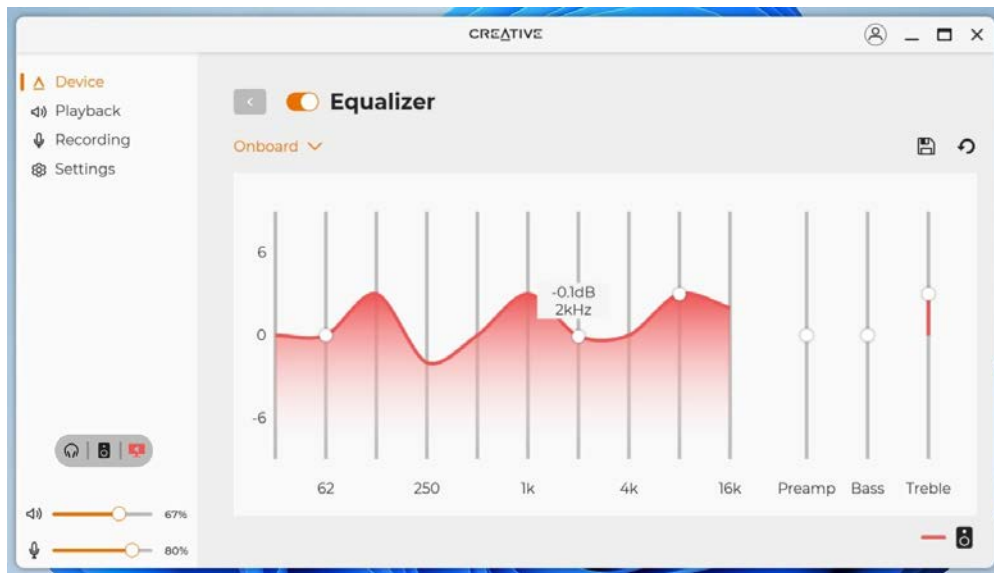 CREATIVE
Device
Playback
Recording
Settings
Equalizer
Onboard
6
0
-6
-0.1dB
2kHz
62 250 1k 4k 16k Preamp Bass Treble
67%
80%